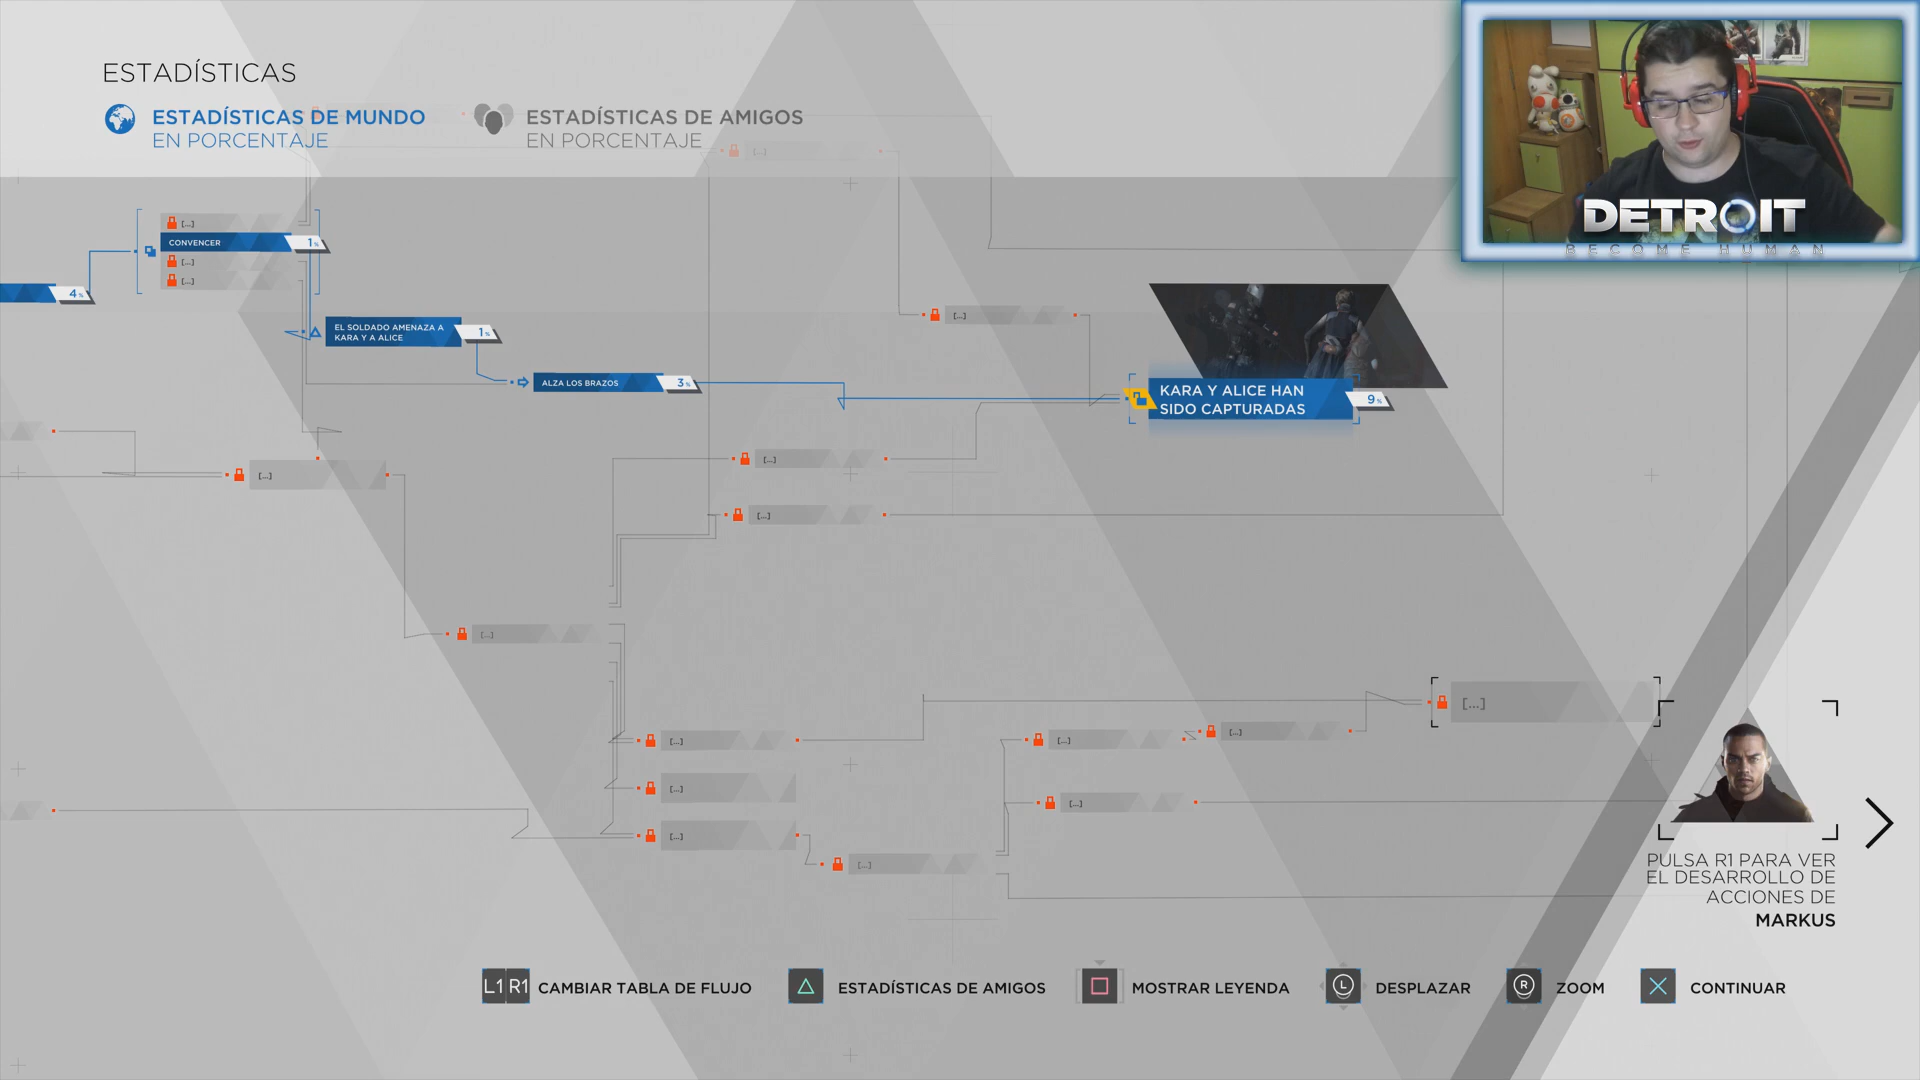 ESTADÍSTICAS
ESTADÍSTICAS DE MUNDO
EN PORCENTAJE
ESTADÍSTICAS DE AMIGOS
EN PORCENTAJE
[...]
[...]
CONVENCER
1%
[...]
[...]
4%
EL SOLDADO AMENAZA A
KARA Y A ALICE
1%
ALZA LOS BRAZOS
3%
[...]
KARA Y ALICE HAN
SIDO CAPTURADAS
9%
[...]
[...]
[...]
[...]
[...]
[...]
[...]
[...]
[...]
[...]
[...]
[...]
DETROIT
BECOME HUMAN
PULSA R1 PARA VER
EL DESARROLLO DE
ACCIONES DE
MARKUS
L1 R1 CAMBIAR TABLA DE FLUJO
ESTADÍSTICAS DE AMIGOS
MOSTRAR LEYENDA
L DESPLAZAR
R ZOOM
CONTINUAR